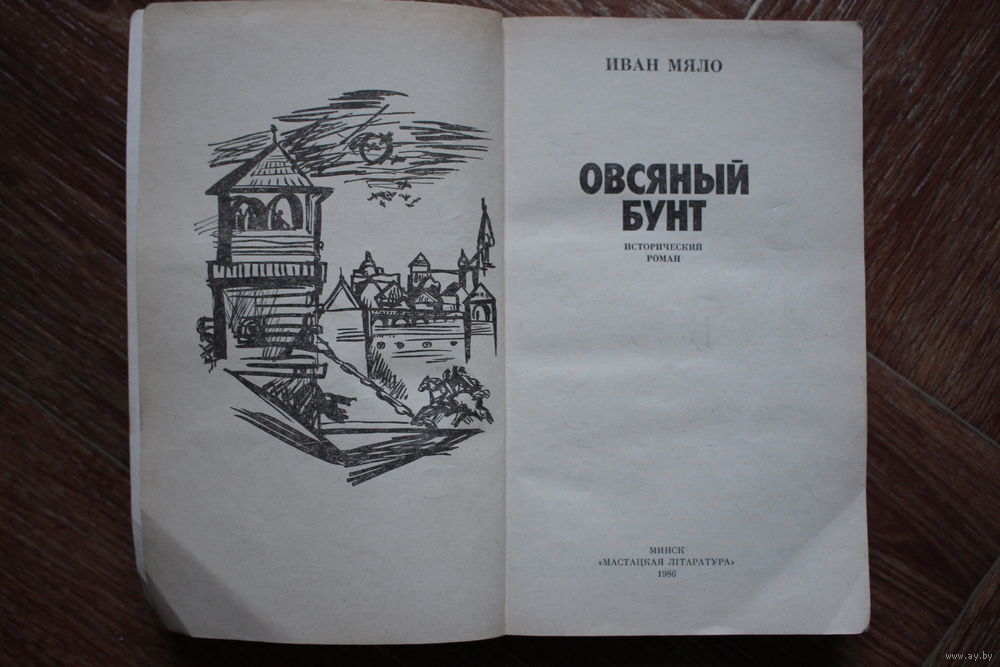 ИВАН МЯЛО
ОВСЯНЫЙ
БУНТ
ИСТОРИЧЕСКИЙ
РОМАН
МИНСК
«МАСТАЦКАЯ ЛІТАРАТУРА»
1986
www.ay.by